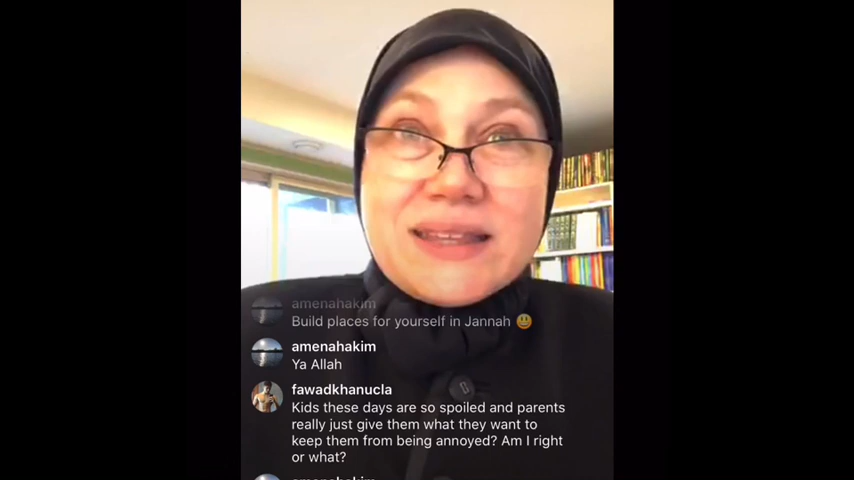 amenahakim
Build places for yourself in Jannah 😃
amenahakim
Ya Allah
fawadkhanucla
Kids these days are so spoiled and parents
really just give them what they want to
keep them from being annoyed? Am I right
or what?
amenahakim